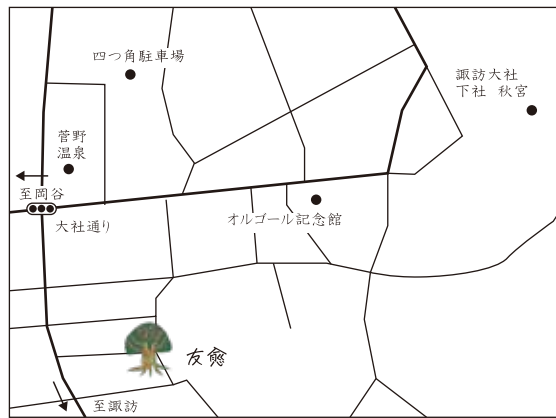 四つ角駐車場
諏訪大社
下社 秋宮
菅野
温泉
至岡谷
大社通り
オルゴール記念館
友愈
至諏訪